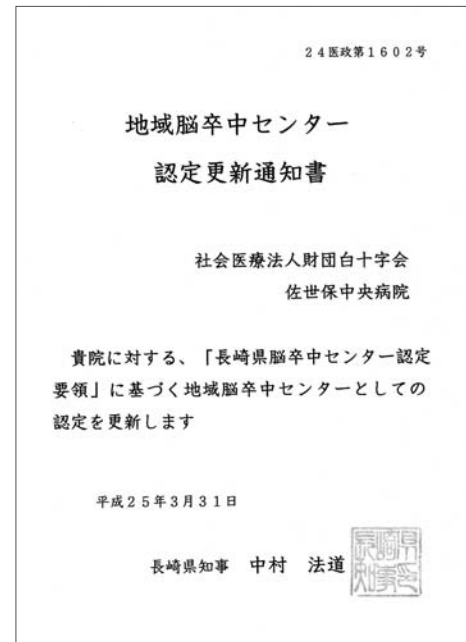 24医政第1602号
地域脳卒中センター
認定更新通知書
社会医療法人財団白十字会
佐世保中央病院
貴院に対する、「長崎県脳卒中センター認定
要領」に基づく地域脳卒中センターとしての
認定を更新します
平成25年3月31日
長崎県知事 中村 法道